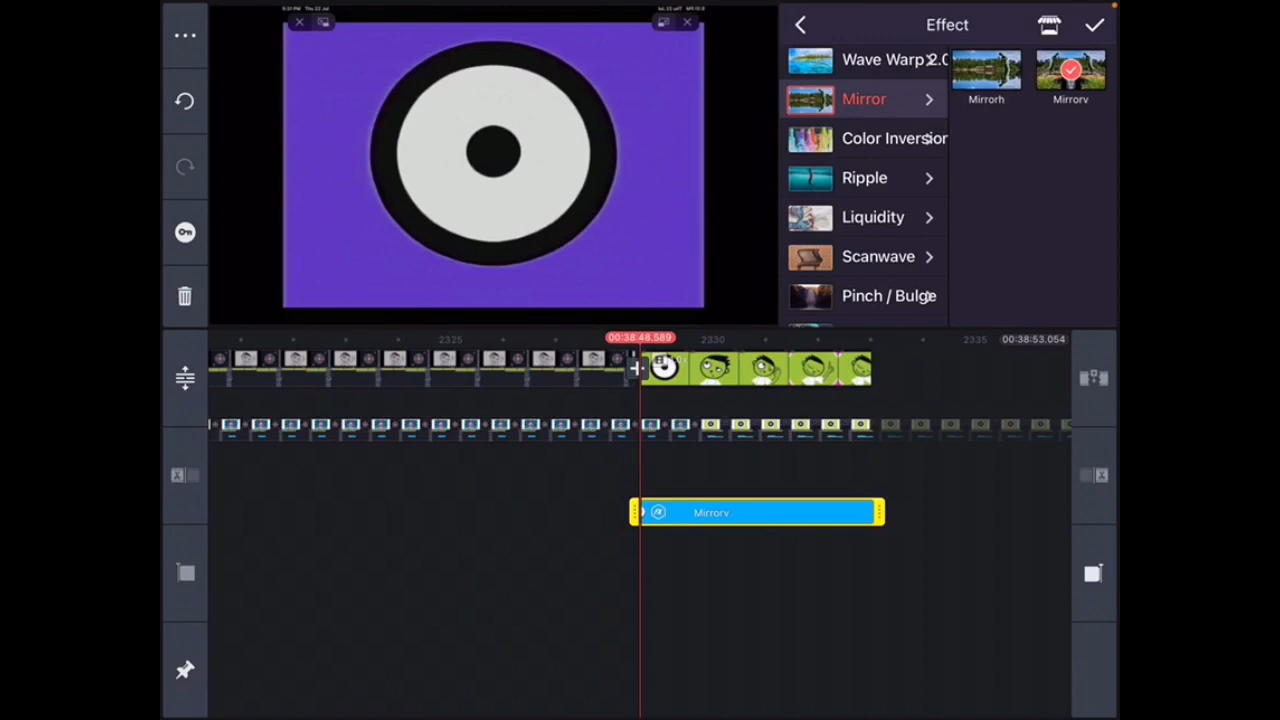 Effect
Wave Warp 2.0
Mirror
Mirrorh
Mirrorv
Color Inversion
Ripple
Liquidity
Scanwave
Pinch / Bulge
2325
00:38:48.589
2330
2335
00:38:53.054
Mirrorv